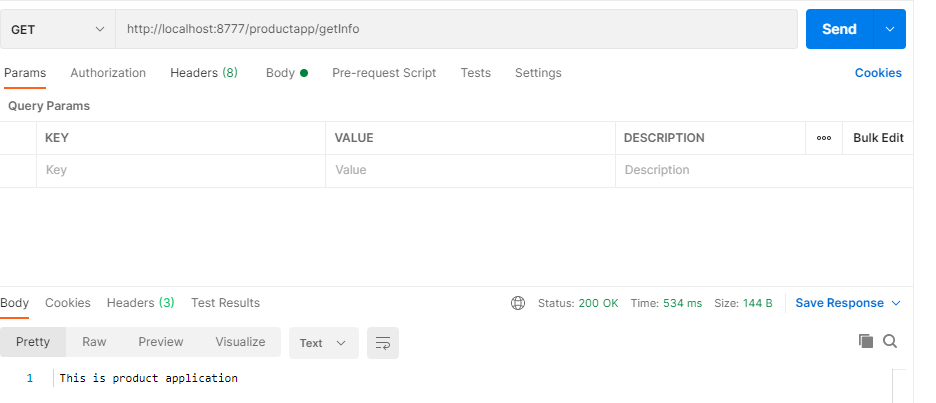 GET http://localhost:8777/productapp/getInfo Send
Params Authorization Headers (8) Body Pre-request Script Tests Settings Cookies
Query Params
KEY VALUE DESCRIPTION Bulk Edit
Key Value Description
Body Cookies Headers (3) Test Results Status: 200 OK Time: 534 ms Size: 144 B Save Response
Pretty Raw Preview Visualize Text
1 This is product application